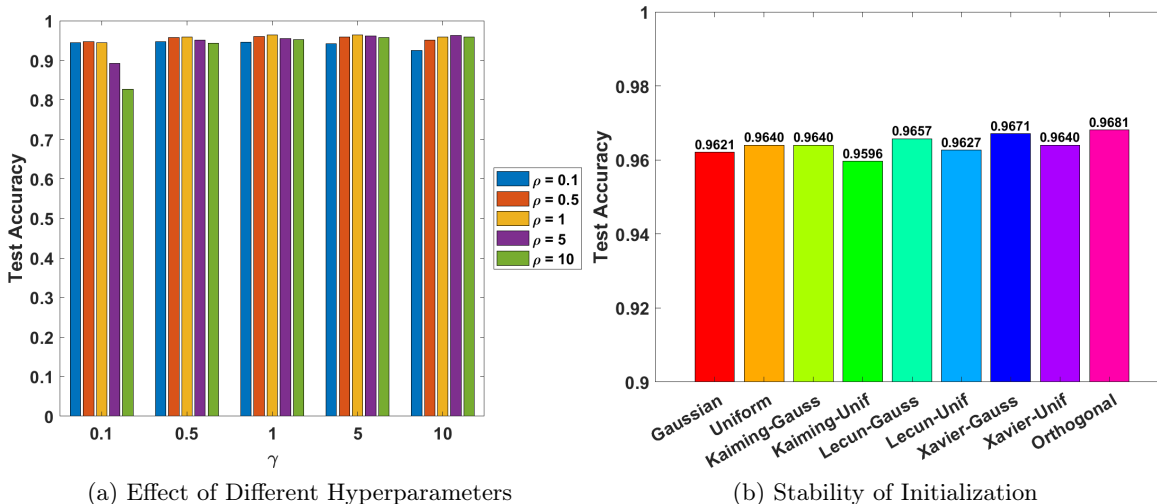 1
0.9
0.8
0.7
0.6
0.5
0.4
0.3
0.2
0.1
0
Test Accuracy
0.1 0.5 1 5 10
γ
ρ = 0.1
ρ = 0.5
ρ = 1
ρ = 5
ρ = 10
(a) Effect of Different Hyperparameters
1
0.98
0.96
0.94
0.92
0.9
Test Accuracy
0.9621 0.9640 0.9640 0.9596 0.9657 0.9627 0.9671 0.9640 0.9681
Gaussian
Uniform
Kaiming-Gauss
Kaiming-Unif
Lecun-Gauss
Lecun-Unif
Xavier-Gauss
Xavier-Unif
Orthogonal
(b) Stability of Initialization